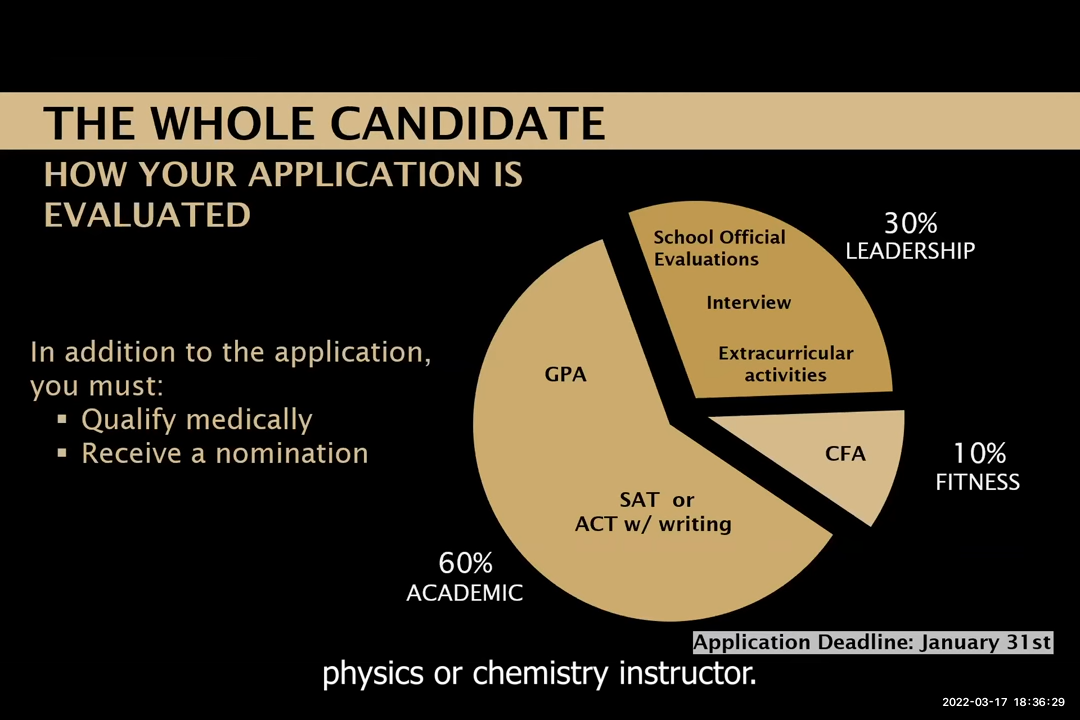 THE WHOLE CANDIDATE
HOW YOUR APPLICATION IS
EVALUATED
In addition to the application,
you must:
▪ Qualify medically
▪ Receive a nomination
School Official
Evaluations
Interview
Extracurricular
activities
30%
LEADERSHIP
GPA
CFA
10%
FITNESS
SAT or
ACT w/ writing
60%
ACADEMIC
Application Deadline: January 31st
physics or chemistry instructor.
2022-03-17 18:36:29